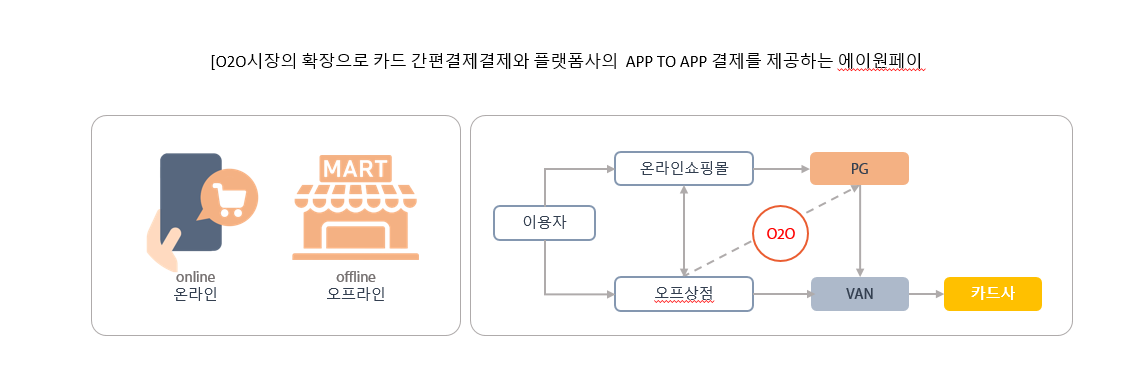 [O2O시장의 확장으로 카드 간편결제결제와 플랫폼사의 APP TO APP 결제를 제공하는 에이원페이
MART
online
온라인
offline
오프라인
온라인쇼핑몰
PG
이용자
O2O
오프상점
VAN
카드사